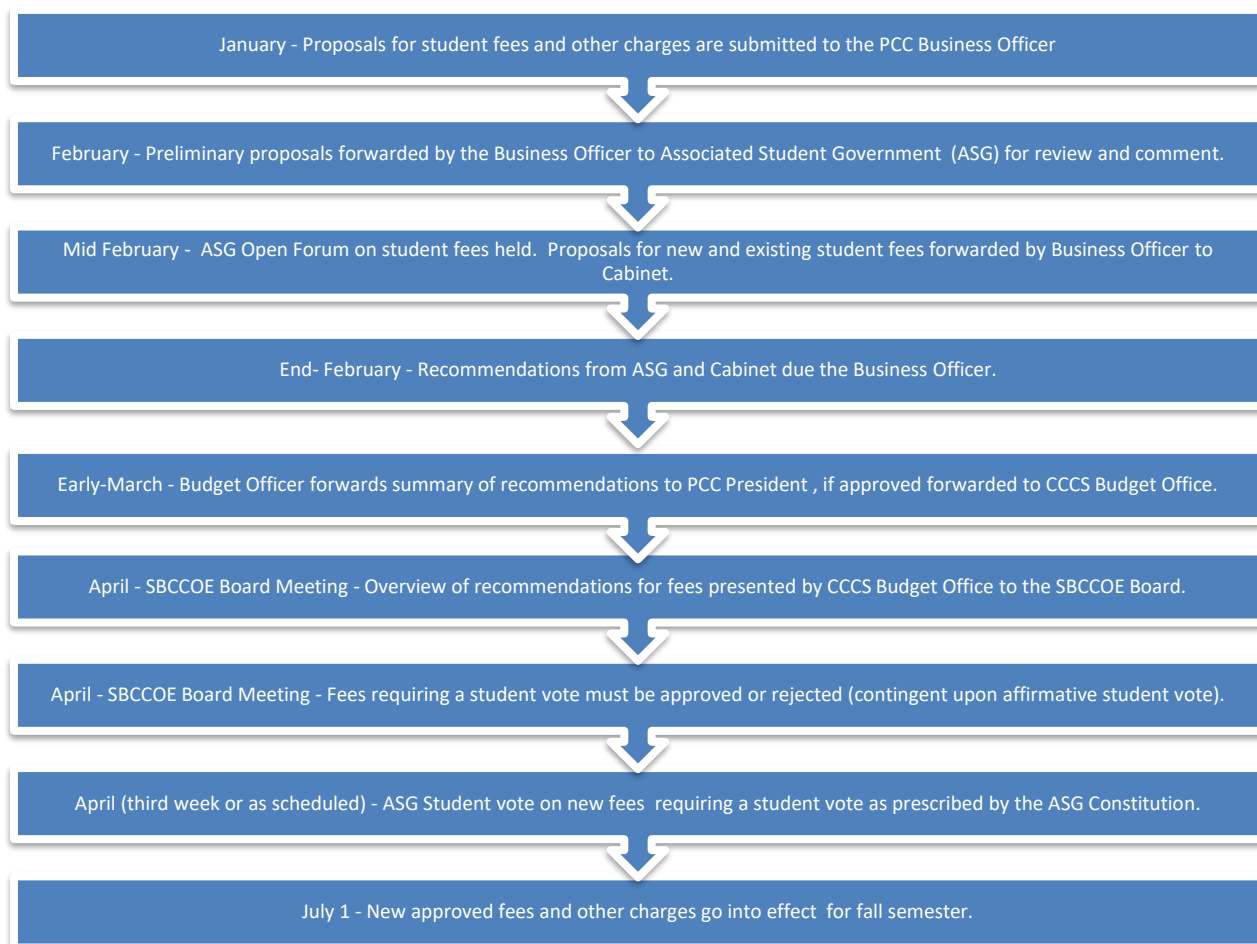 January - Proposals for student fees and other charges are submitted to the PCC Business Officer
February - Preliminary proposals forwarded by the Business Officer to Associated Student Government (ASG) for review and comment.
Mid February - ASG Open Forum on student fees held. Proposals for new and existing student fees forwarded by Business Officer to
Cabinet.
End- February - Recommendations from ASG and Cabinet due the Business Officer.
Early-March - Budget Officer forwards summary of recommendations to PCC President , if approved forwarded to CCCS Budget Office.
April - SBCCOE Board Meeting - Overview of recommendations for fees presented by CCCS Budget Office to the SBCCOE Board.
April - SBCCOE Board Meeting - Fees requiring a student vote must be approved or rejected (contingent upon affirmative student vote).
April (third week or as scheduled) - ASG Student vote on new fees requiring a student vote as prescribed by the ASG Constitution.
July 1 - New approved fees and other charges go into effect for fall semester.